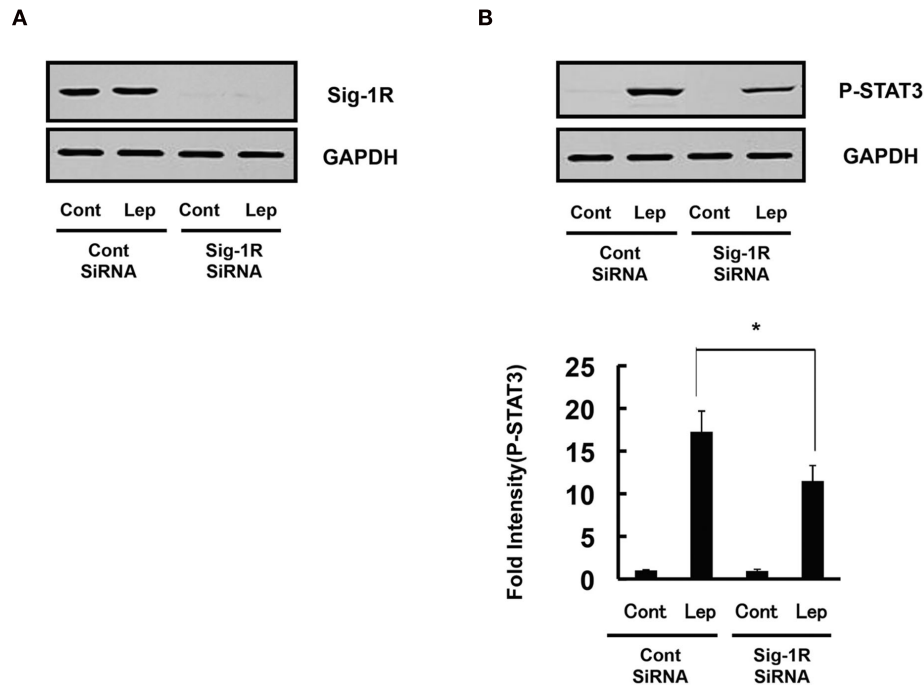 A
Sig-1R
GAPDH
Cont Lep Cont Lep
Cont SiRNA
Sig-1R SiRNA
B
P-STAT3
GAPDH
Cont Lep Cont Lep
Cont SiRNA
Sig-1R SiRNA
*
Fold Intensity(P-STAT3)
25
20
15
10
5
0
Cont Lep Cont Lep
Cont SiRNA
Sig-1R SiRNA